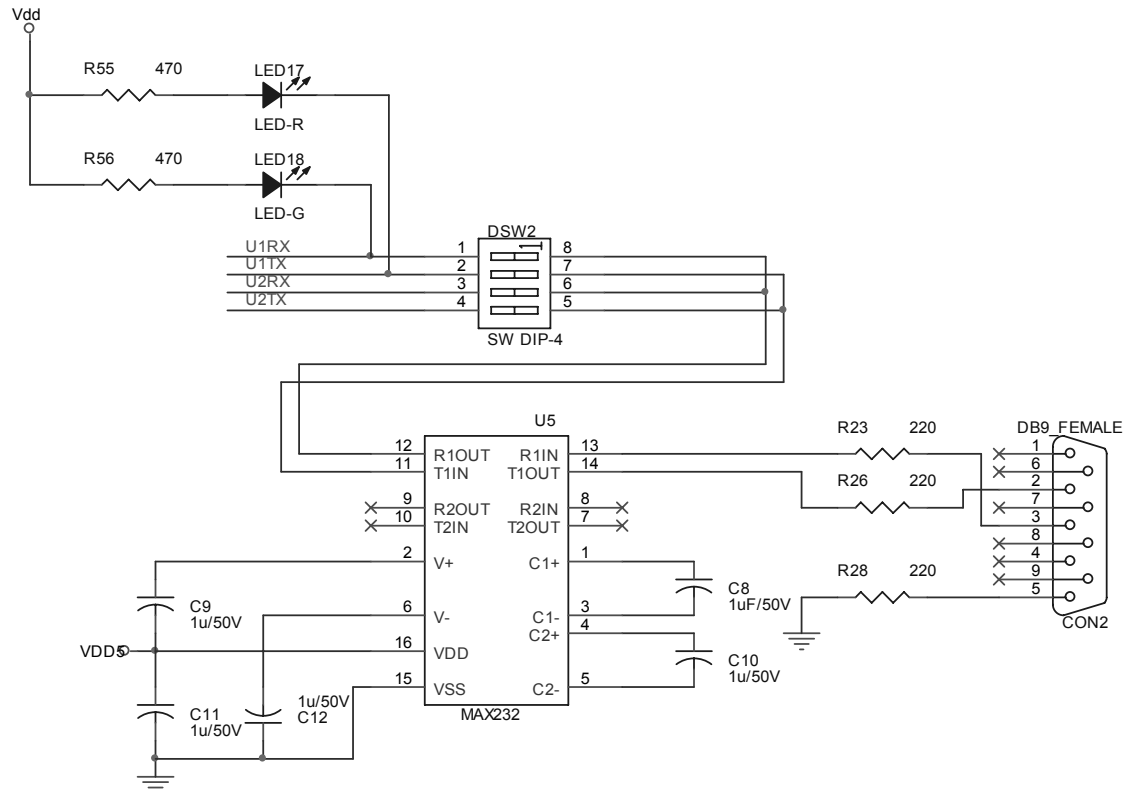 Vdd
R55 470 LED17
LED-R
R56 470 LED18
LED-G
DSW2
U1RX 1 8
U1TX 2 7
U2RX 3 6
U2TX 4 5
SW DIP-4
U5
R23 220 DB9_FEMALE
12 R1OUT R1IN 13
11 T1IN T1OUT 14
9 R2OUT R2IN 8
10 T2IN T2OUT 7
2 V+ C1+ 1
6 V- C1- 3
C2+ 4
16 VDD
15 VSS C2- 5
MAX232
R26 220
R28 220
1
6
2
7
3
8
4
9
5
CON2
C8
1uF/50V
C10
1u/50V
C9
1u/50V
VDD5
C11
1u/50V
1u/50V
C12